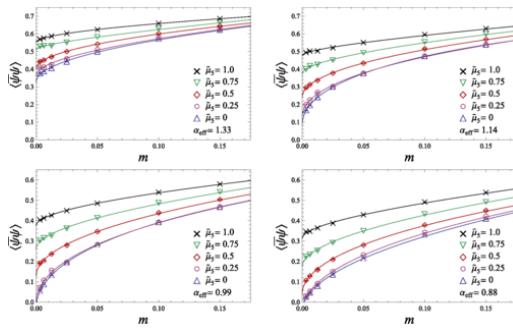 0.7
0.6
0.5
0.4
0.3
0.2
0.1
0.0
⟨ψ̄ψ⟩
× μ̃₅ = 1.0
▽ μ̃₅ = 0.75
◇ μ̃₅ = 0.5
○ μ̃₅ = 0.25
△ μ̃₅ = 0
α_eff = 1.33
0.00 0.05 0.10 0.15
m
0.7
0.6
0.5
0.4
0.3
0.2
0.1
0.0
⟨ψ̄ψ⟩
× μ̃₅ = 1.0
▽ μ̃₅ = 0.75
◇ μ̃₅ = 0.5
○ μ̃₅ = 0.25
△ μ̃₅ = 0
α_eff = 1.14
0.00 0.05 0.10 0.15
m
0.6
0.5
0.4
0.3
0.2
0.1
0.0
⟨ψ̄ψ⟩
× μ̃₅ = 1.0
▽ μ̃₅ = 0.75
◇ μ̃₅ = 0.5
○ μ̃₅ = 0.25
△ μ̃₅ = 0
α_eff = 0.99
0.00 0.05 0.10 0.15
m
0.6
0.5
0.4
0.3
0.2
0.1
0.0
⟨ψ̄ψ⟩
× μ̃₅ = 1.0
▽ μ̃₅ = 0.75
◇ μ̃₅ = 0.5
○ μ̃₅ = 0.25
△ μ̃₅ = 0
α_eff = 0.88
0.00 0.05 0.10 0.15
m